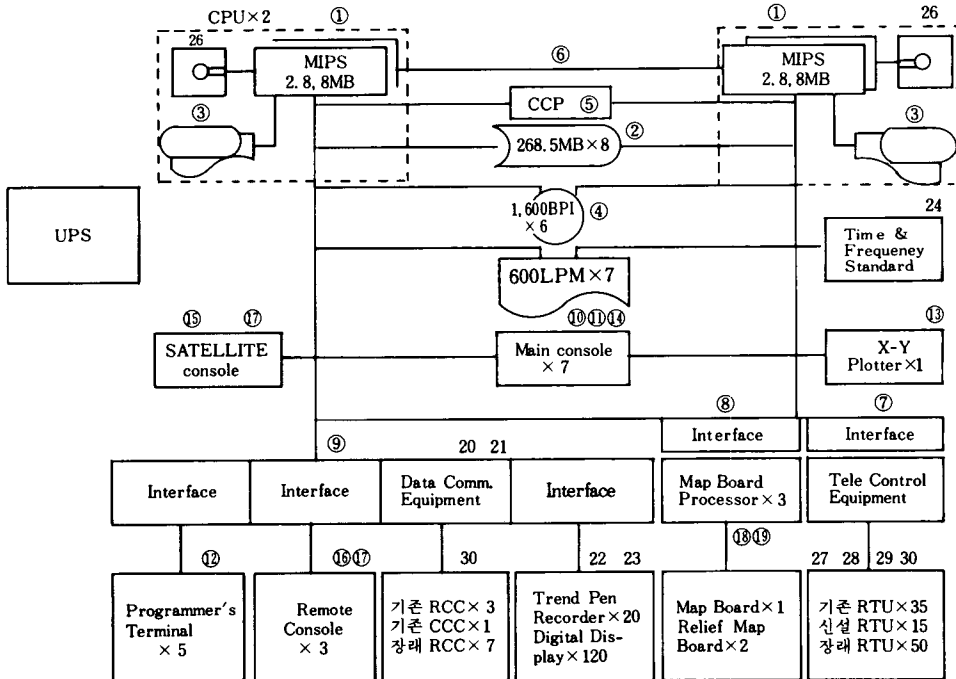 CPU×2 ①
26
MIPS
2. 8, 8MB
③
⑥
CCP ⑤
268.5MB×8 ②
① 26
MIPS
2. 8, 8MB
③
UPS
1,600BPI
× 6
④
600LPM×7
24
Time &
Frequeney
Standard
⑮ ⑰
SATELLITE
console
⑩⑪⑭
Main console
× 7
⑬
X-Y
Plotter×1
⑧
Interface
⑦
Interface
⑨
20 21
Interface
Interface
Data Comm.
Equipment
Interface
Map Board
Processor×3
Tele Control
Equipment
⑫
Programmer's
Terminal
× 5
⑯⑰
Remote
Console
× 3
30
기존 RCC× 3
기존 CCC×1
장래 RCC× 7
22 23
Trend Pen
Recorder×20
Digital Dis-
play×120
⑱⑲
Map Board×1
Relief Map
Board×2
27 28 29 30
기존 RTU×35
신설 RTU×15
장래 RTU×50